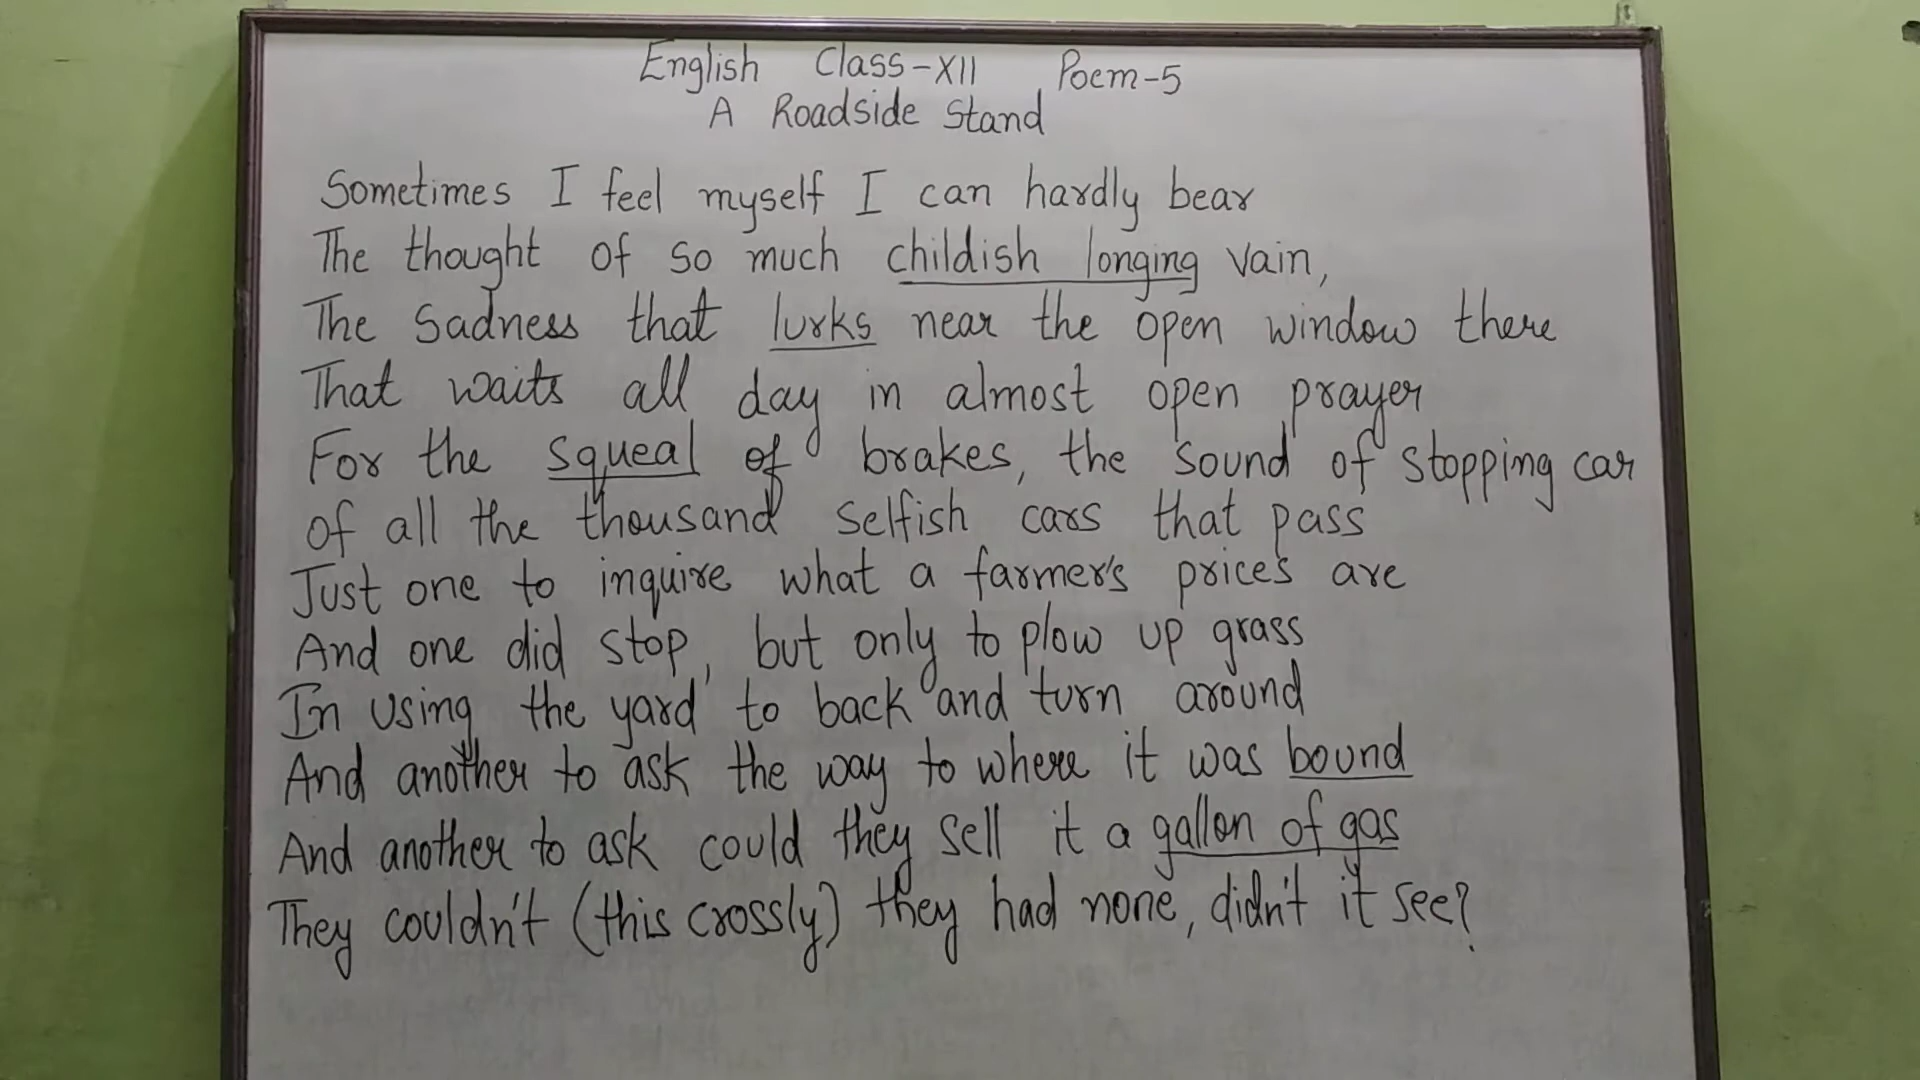 English Class-XII Poem-5
A Roadside Stand
Sometimes I feel myself I can hardly bear
The thought of so much childish longing vain,
The Sadness that lurks near the open window there
That waits all day in almost open prayer
For the squeal of brakes, the sound of stopping car
Of all the thousand selfish cars that pass
Just one to inquire what a farmer's prices are
And one did stop, but only to plow up grass
In using the yard to back and turn around
And another to ask the way to where it was bound
And another to ask could they sell it a gallon of gas
They couldn't (this crossly) they had none, didn't it see?